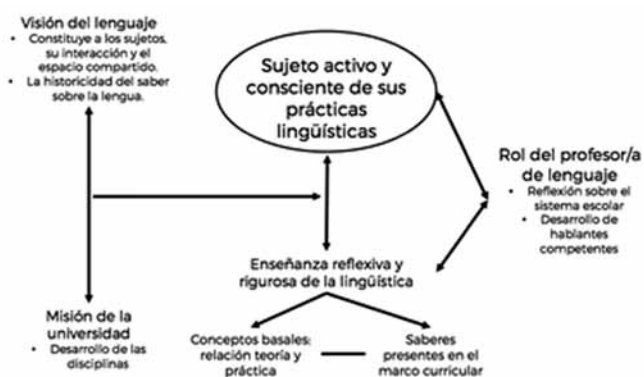 Visión del lenguaje
• Constituye a los sujetos,
su interacción y el
espacio compartido.
• La historicidad del saber
sobre la lengua.
Sujeto activo y
consciente de sus
prácticas
lingüísticas
Rol del profesor/a
de lenguaje
• Reflexión sobre el
sistema escolar
• Desarrollo de
hablantes
competentes
Enseñanza reflexiva y
rigurosa de la lingüística
Misión de la
universidad
• Desarrollo de las
disciplinas
Conceptos basales:
relación teoría y
práctica
Saberes
presentes en el
marco curricular